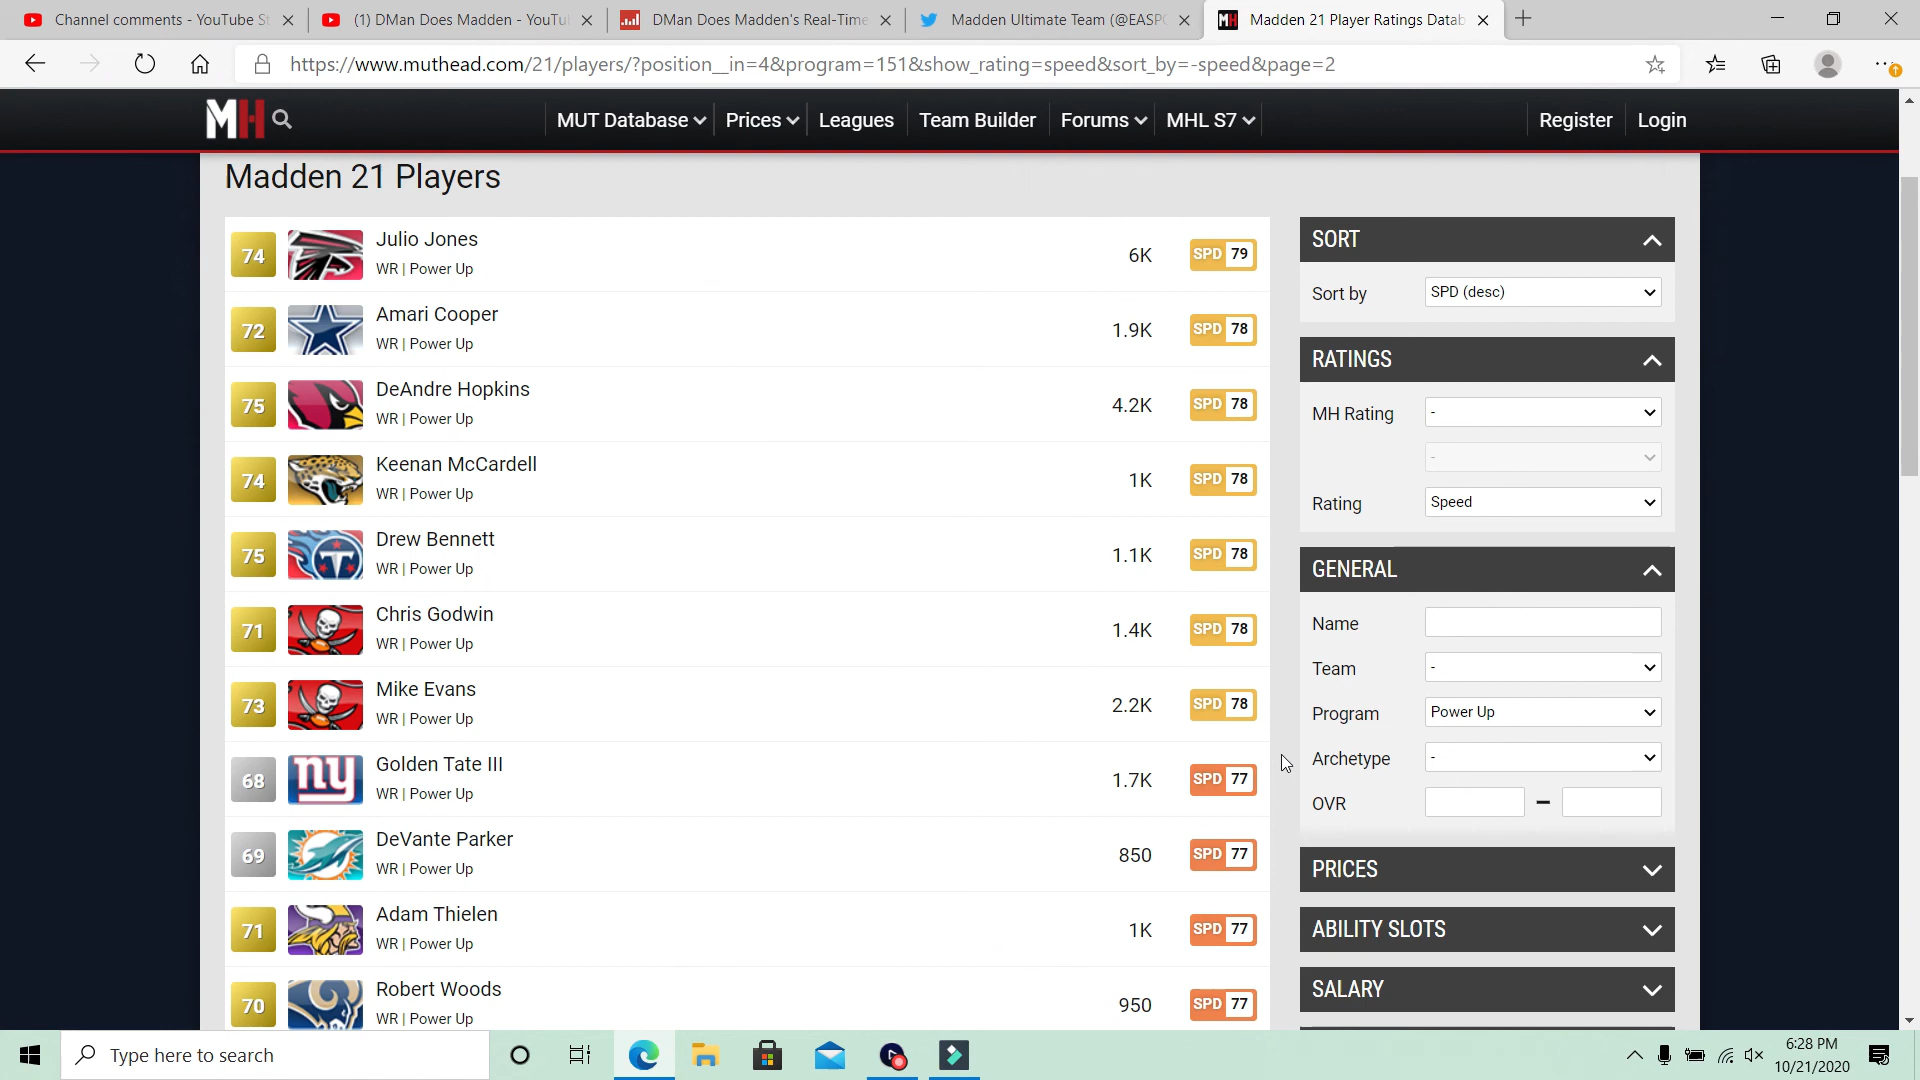 Channel comments - YouTube St
(1) DMan Does Madden - YouTu
DMan Does Madden's Real-Time
Madden Ultimate Team (@EASPO
Madden 21 Player Ratings Datab
https://www.muthead.com/21/players/?position__in=4&program=151&show_rating=speed&sort_by=-speed&page=2
MH
MUT Database
Prices
Leagues
Team Builder
Forums
MHL S7
Register
Login
Madden 21 Players
74
Julio Jones
WR | Power Up
6K
SPD 79
72
Amari Cooper
WR | Power Up
1.9K
SPD 78
75
DeAndre Hopkins
WR | Power Up
4.2K
SPD 78
74
Keenan McCardell
WR | Power Up
1K
SPD 78
75
Drew Bennett
WR | Power Up
1.1K
SPD 78
71
Chris Godwin
WR | Power Up
1.4K
SPD 78
73
Mike Evans
WR | Power Up
2.2K
SPD 78
68
ny
Golden Tate III
WR | Power Up
1.7K
SPD 77
69
DeVante Parker
WR | Power Up
850
SPD 77
71
Adam Thielen
WR | Power Up
1K
SPD 77
70
Robert Woods
WR | Power Up
950
SPD 77
SORT
Sort by
SPD (desc)
RATINGS
MH Rating
-
-
Rating
Speed
GENERAL
Name
Team
-
Program
Power Up
Archetype
-
OVR
–
PRICES
ABILITY SLOTS
SALARY
Type here to search
6:28 PM
10/21/2020